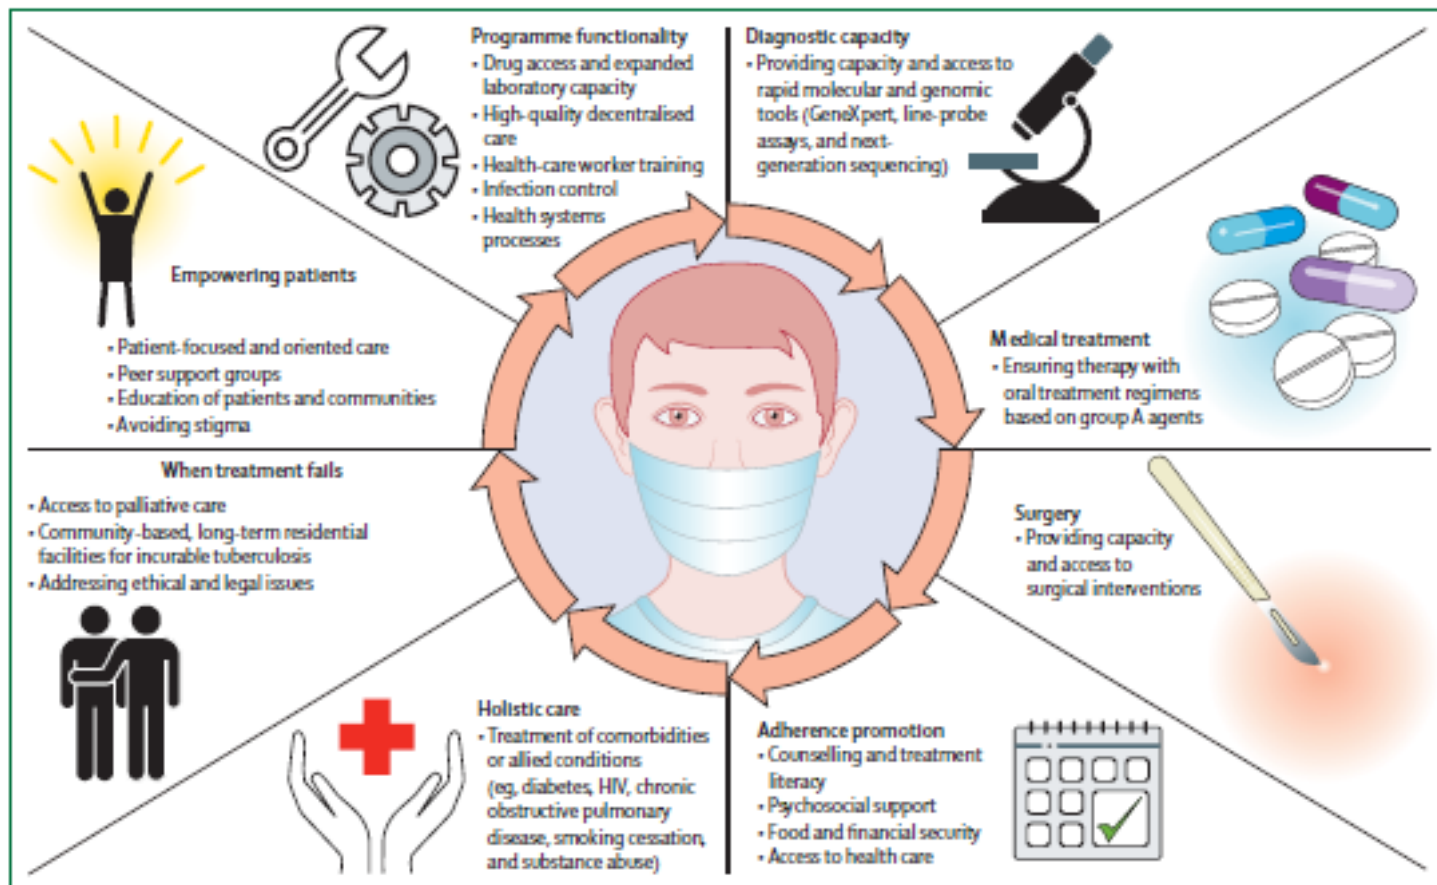 Programme functionality
• Drug access and expanded
laboratory capacity
• High-quality decentralised
care
• Health-care worker training
• Infection control
• Health systems
processes
Diagnostic capacity
• Providing capacity and access to
rapid molecular and genomic
tools (GeneXpert, line-probe
assays, and next-
generation sequencing)
Medical treatment
• Ensuring therapy with
oral treatment regimens
based on group A agents
Surgery
• Providing capacity
and access to
surgical interventions
Adherence promotion
• Counselling and treatment
literacy
• Psychosocial support
• Food and financial security
• Access to health care
Holistic care
• Treatment of comorbidities
or allied conditions
(eg, diabetes, HIV, chronic
obstructive pulmonary
disease, smoking cessation,
and substance abuse)
When treatment fails
• Access to palliative care
• Community-based, long-term residential
facilities for incurable tuberculosis
• Addressing ethical and legal issues
Empowering patients
• Patient-focused and oriented care
• Peer support groups
• Education of patients and communities
• Avoiding stigma